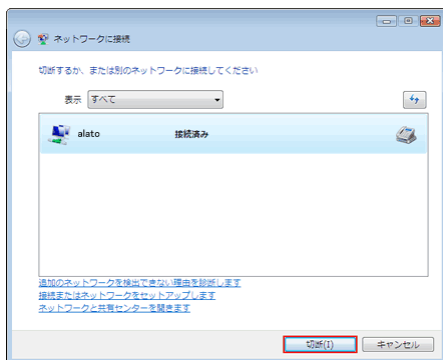 ネットワークに接続
切断するか、または別のネットワークに接続してください
表示 すべて
alato 接続済み
追加のネットワークを検出できない理由を診断します
接続またはネットワークをセットアップします
ネットワークと共有センターを開きます
切断(I) キャンセル